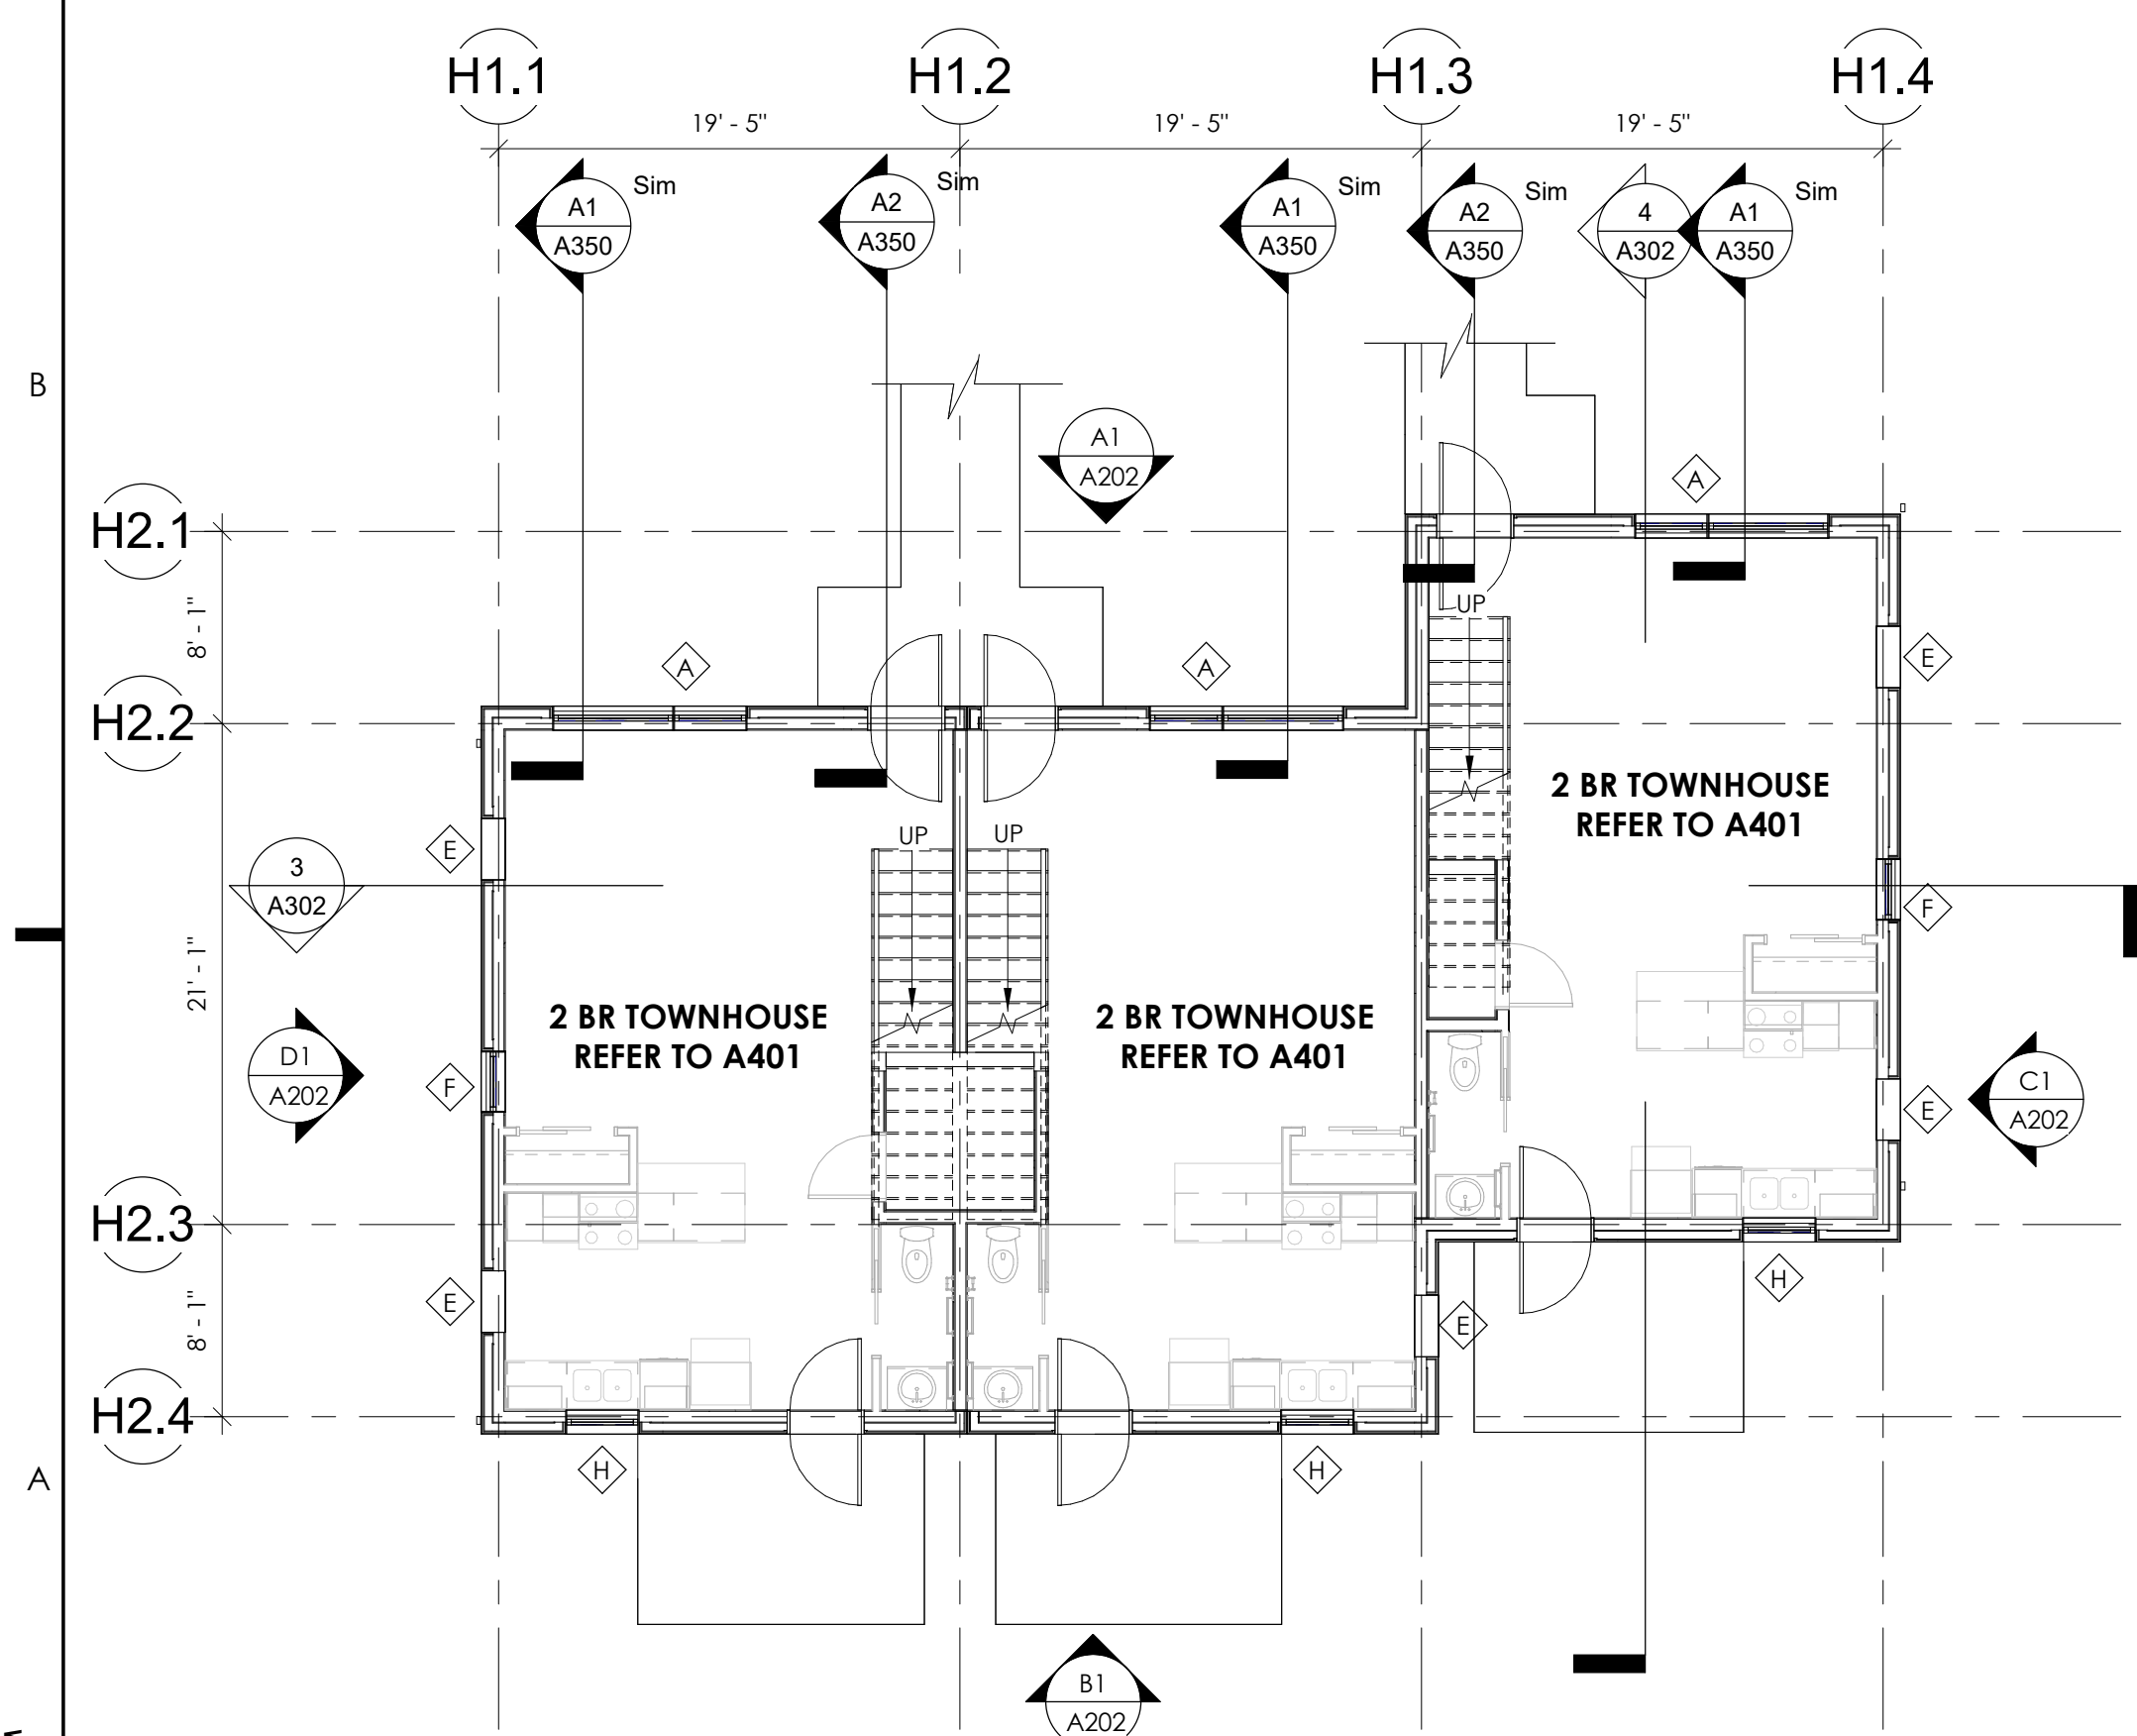 H1.1
H1.2
H1.3
H1.4
19' - 5"
19' - 5"
19' - 5"
A1
A350
Sim
A2
A350
Sim
A1
A350
Sim
A2
A350
Sim
4
A302
A1
A350
Sim
B
A1
A202
A
H2.1
8' - 1"
UP
A
A
E
H2.2
2 BR TOWNHOUSE
REFER TO A401
E
UP
UP
3
A302
F
21' - 1"
2 BR TOWNHOUSE
REFER TO A401
2 BR TOWNHOUSE
REFER TO A401
D1
A202
F
C1
A202
E
H2.3
8' - 1"
E
E
H
H2.4
H
H
A
B1
A202